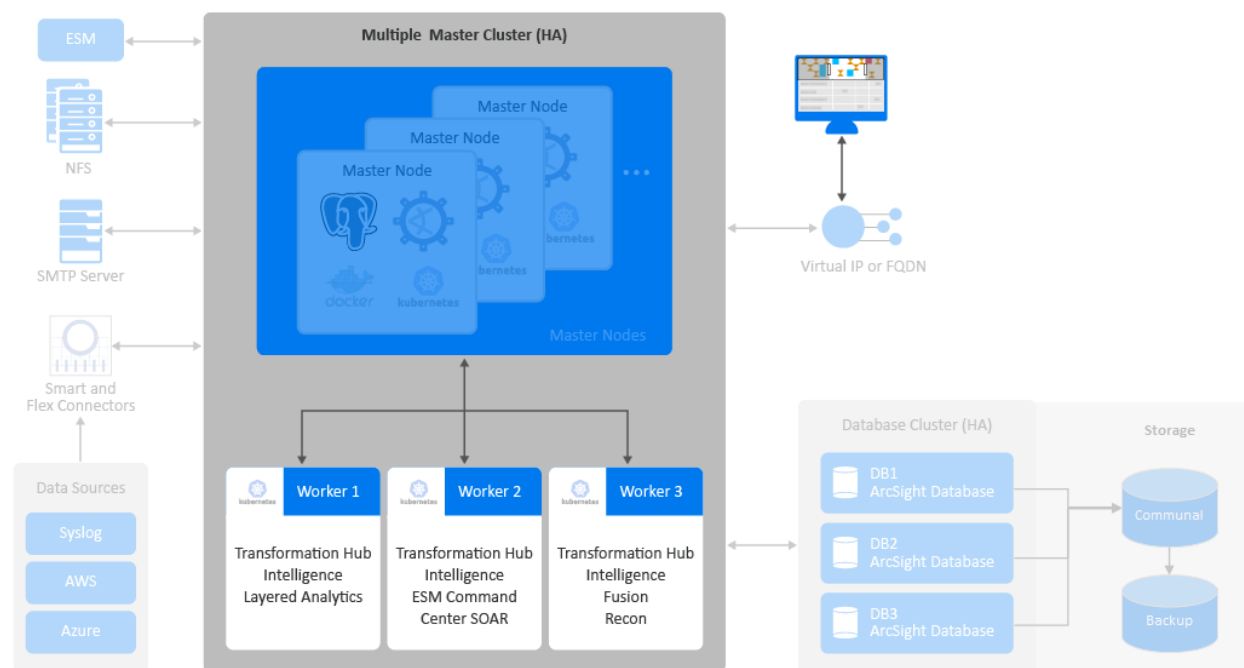 ESM
NFS
SMTP Server
Smart and
Flex Connectors
Data Sources
Syslog
AWS
Azure
Multiple Master Cluster (HA)
Master Node
Master Node
Master Node
...
docker
kubernetes
kubernetes
bernetes
Master Nodes
kubernetes
Worker 1
Transformation Hub
Intelligence
Layered Analytics
kubernetes
Worker 2
Transformation Hub
Intelligence
ESM Command
Center SOAR
kubernetes
Worker 3
Transformation Hub
Intelligence
Fusion
Recon
Virtual IP or FQDN
Database Cluster (HA)
DB1
ArcSight Database
DB2
ArcSight Database
DB3
ArcSight Database
Storage
Communal
Backup